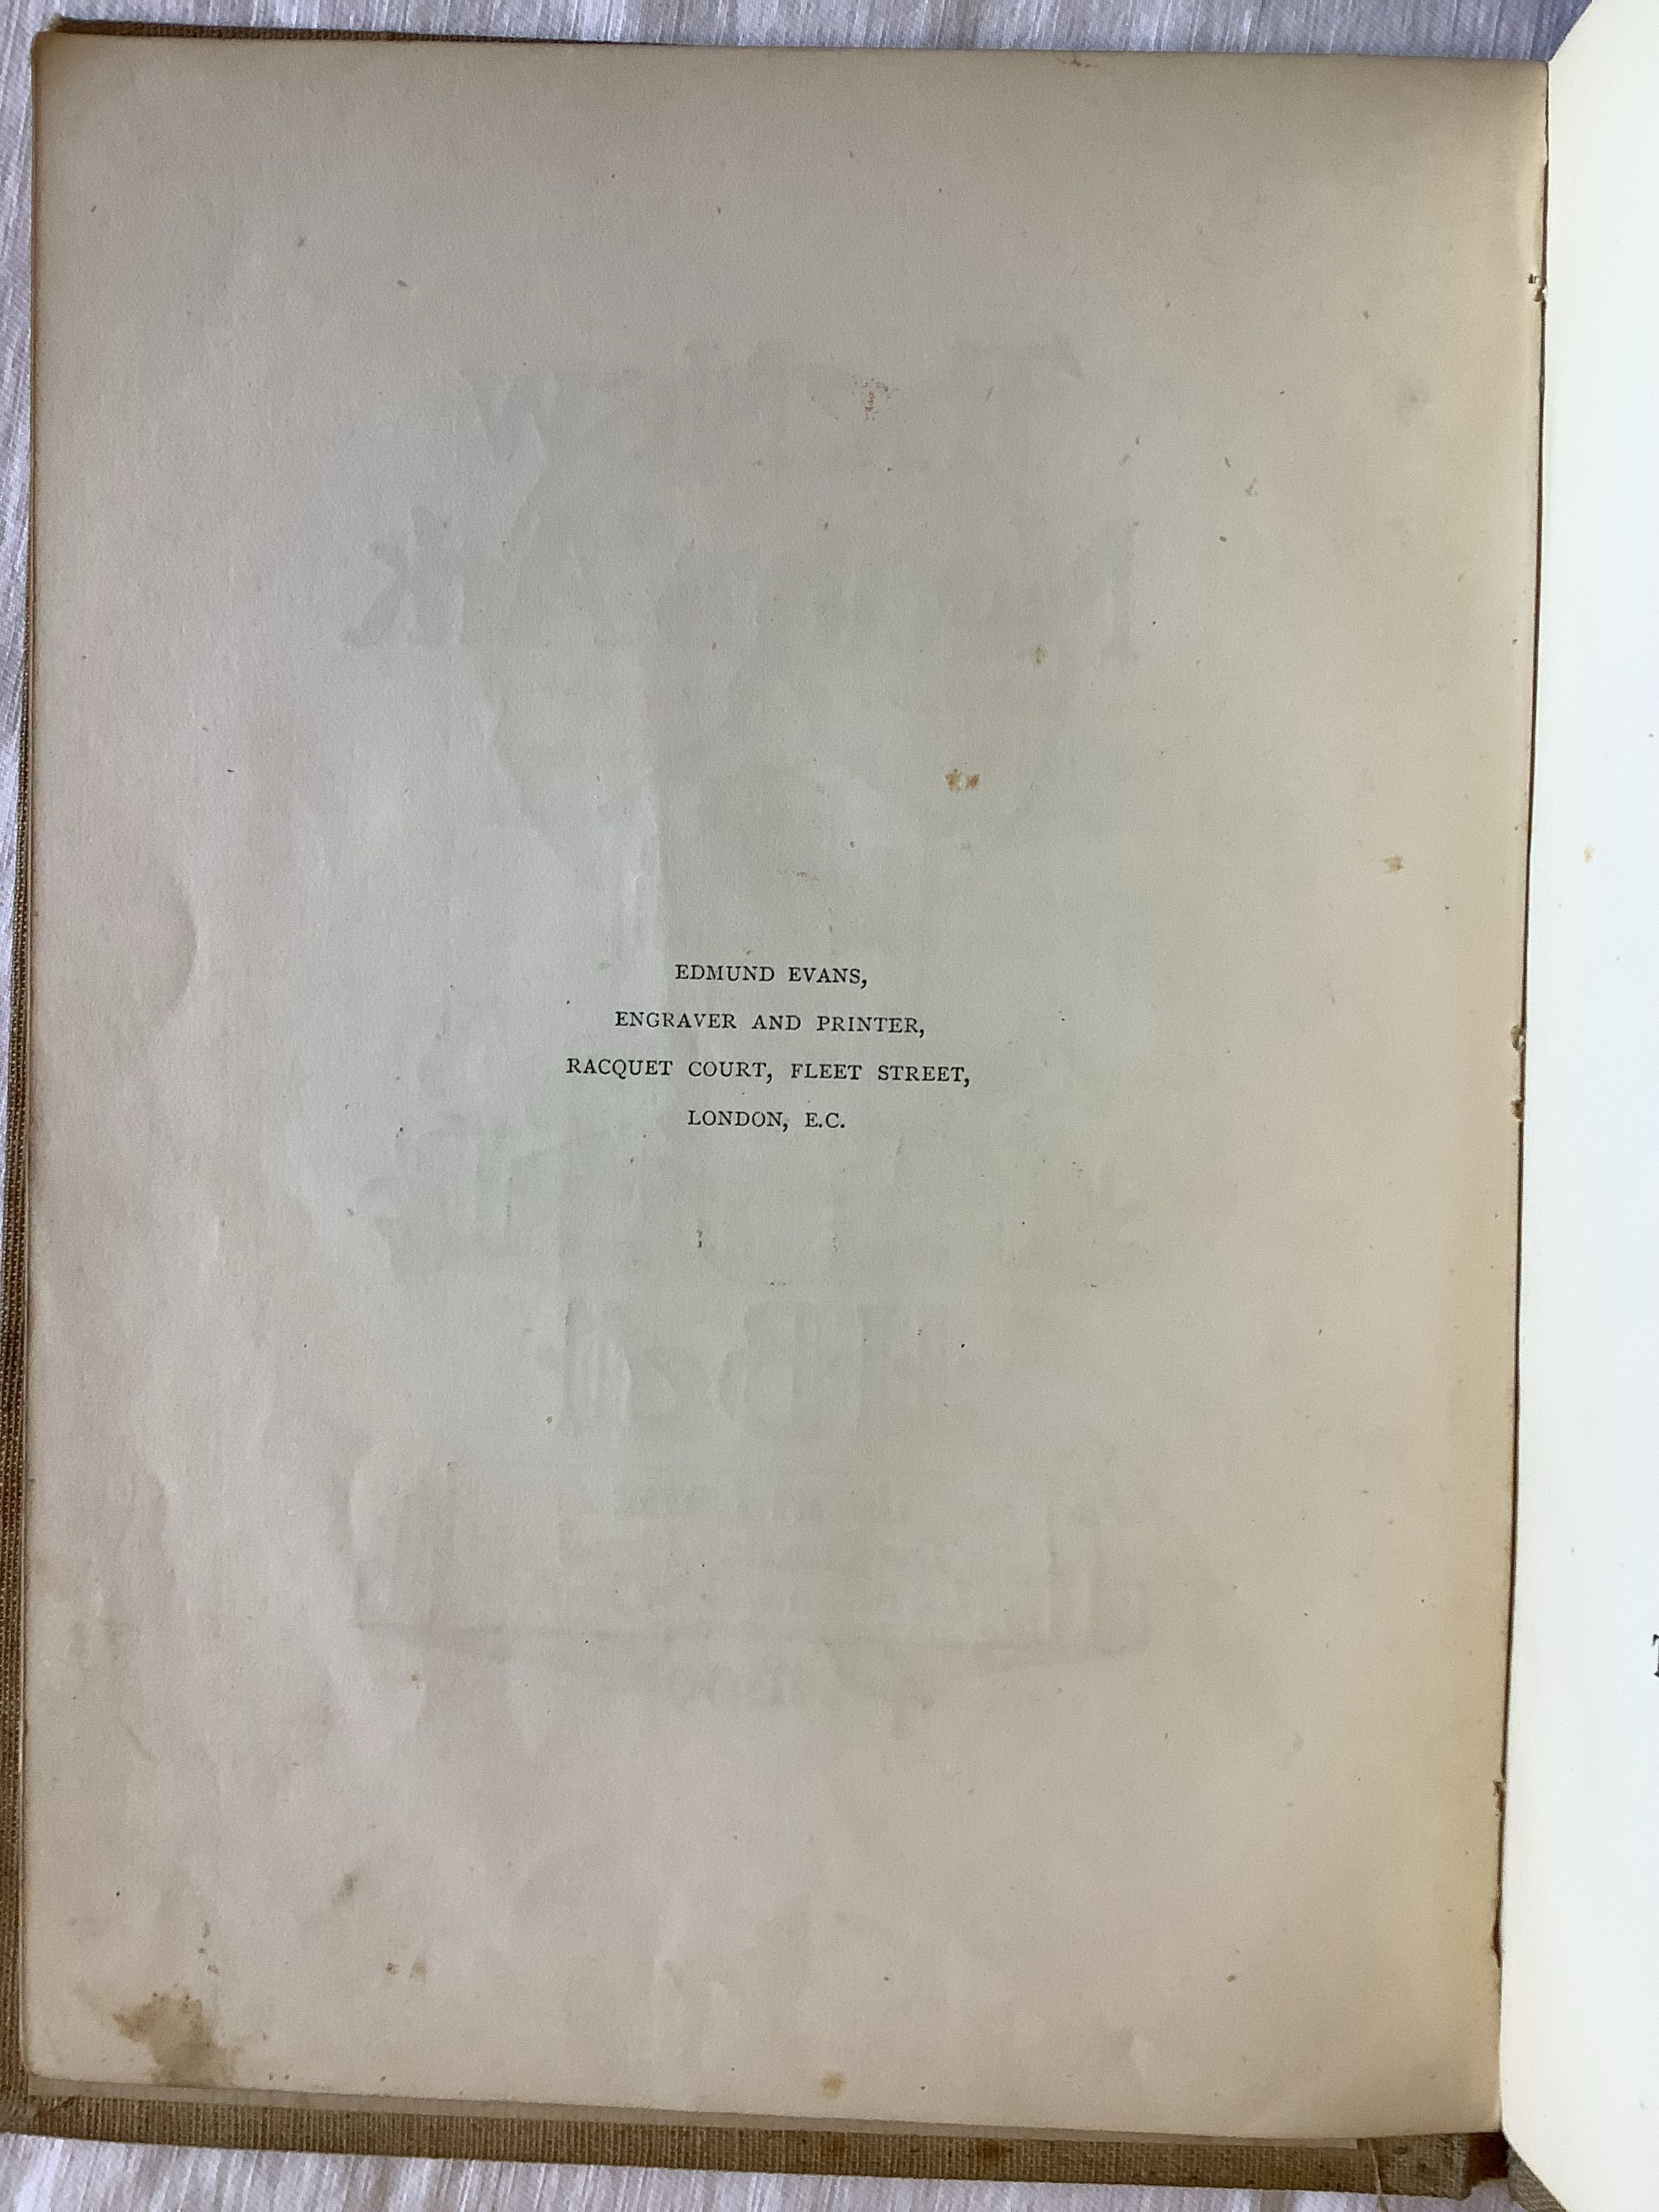 EDMUND EVANS,
ENGRAVER AND PRINTER,
RACQUET COURT, FLEET STREET,
LONDON, E.C.